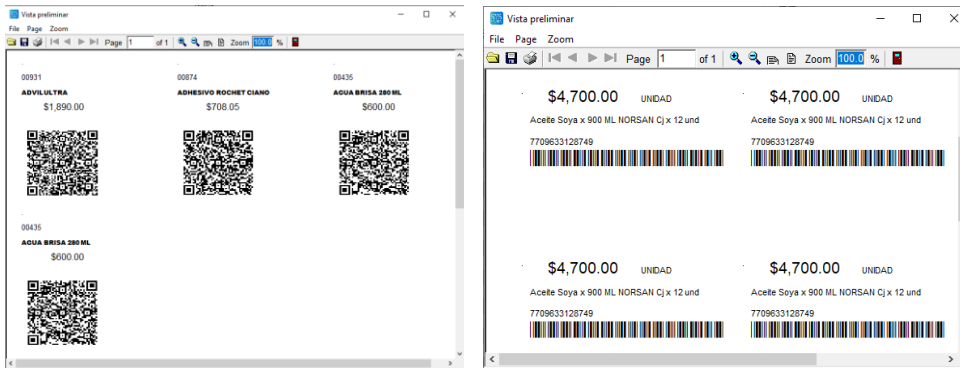 Vista preliminar
File Page Zoom
Page 1 of 1 Zoom 100.0 %
00931 00874 00435
ADVIL ULTRA ADHESIVO ROCHET CIANO AGUA BRISA 280 ML
$1,890.00 $708.05 $600.00
00435
AGUA BRISA 280 ML
$600.00
Vista preliminar
File Page Zoom
Page 1 of 1 Zoom 100.0 %
$4,700.00 UNIDAD $4,700.00 UNIDAD
Aceite Soya x 900 ML NORSAN Cj x 12 und Aceite Soya x 900 ML NORSAN Cj x 12 und
7709633128749 7709633128749
$4,700.00 UNIDAD $4,700.00 UNIDAD
Aceite Soya x 900 ML NORSAN Cj x 12 und Aceite Soya x 900 ML NORSAN Cj x 12 und
7709633128749 7709633128749